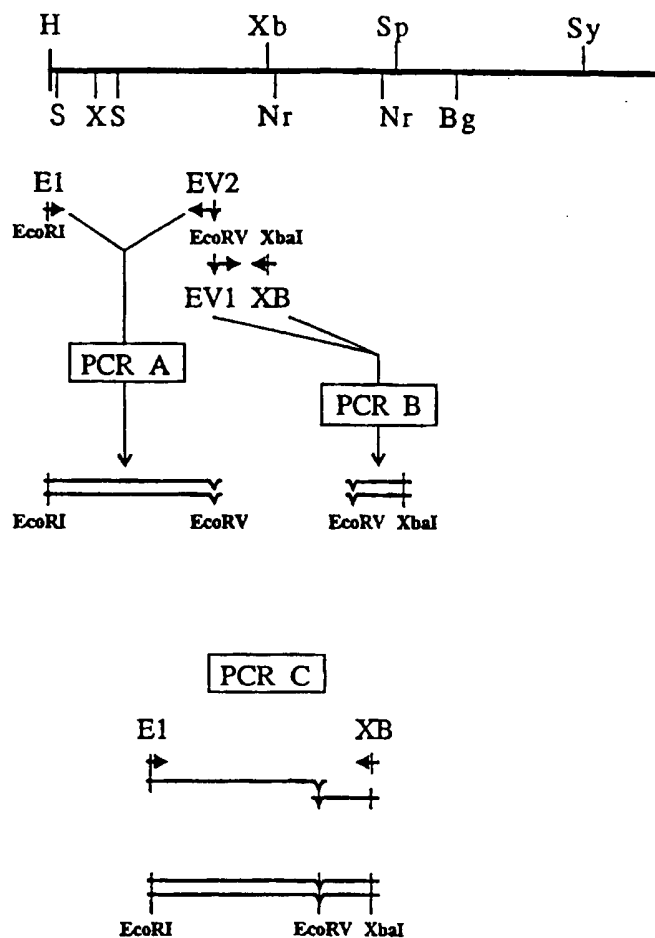 H Xb Sp Sy
S X S Nr Nr Bg
E1 EV2
EcoRI EcoRV XbaI
EV1 XB
PCR A
PCR B
EcoRI EcoRV EcoRV XbaI
PCR C
E1 XB
EcoRI EcoRV XbaI